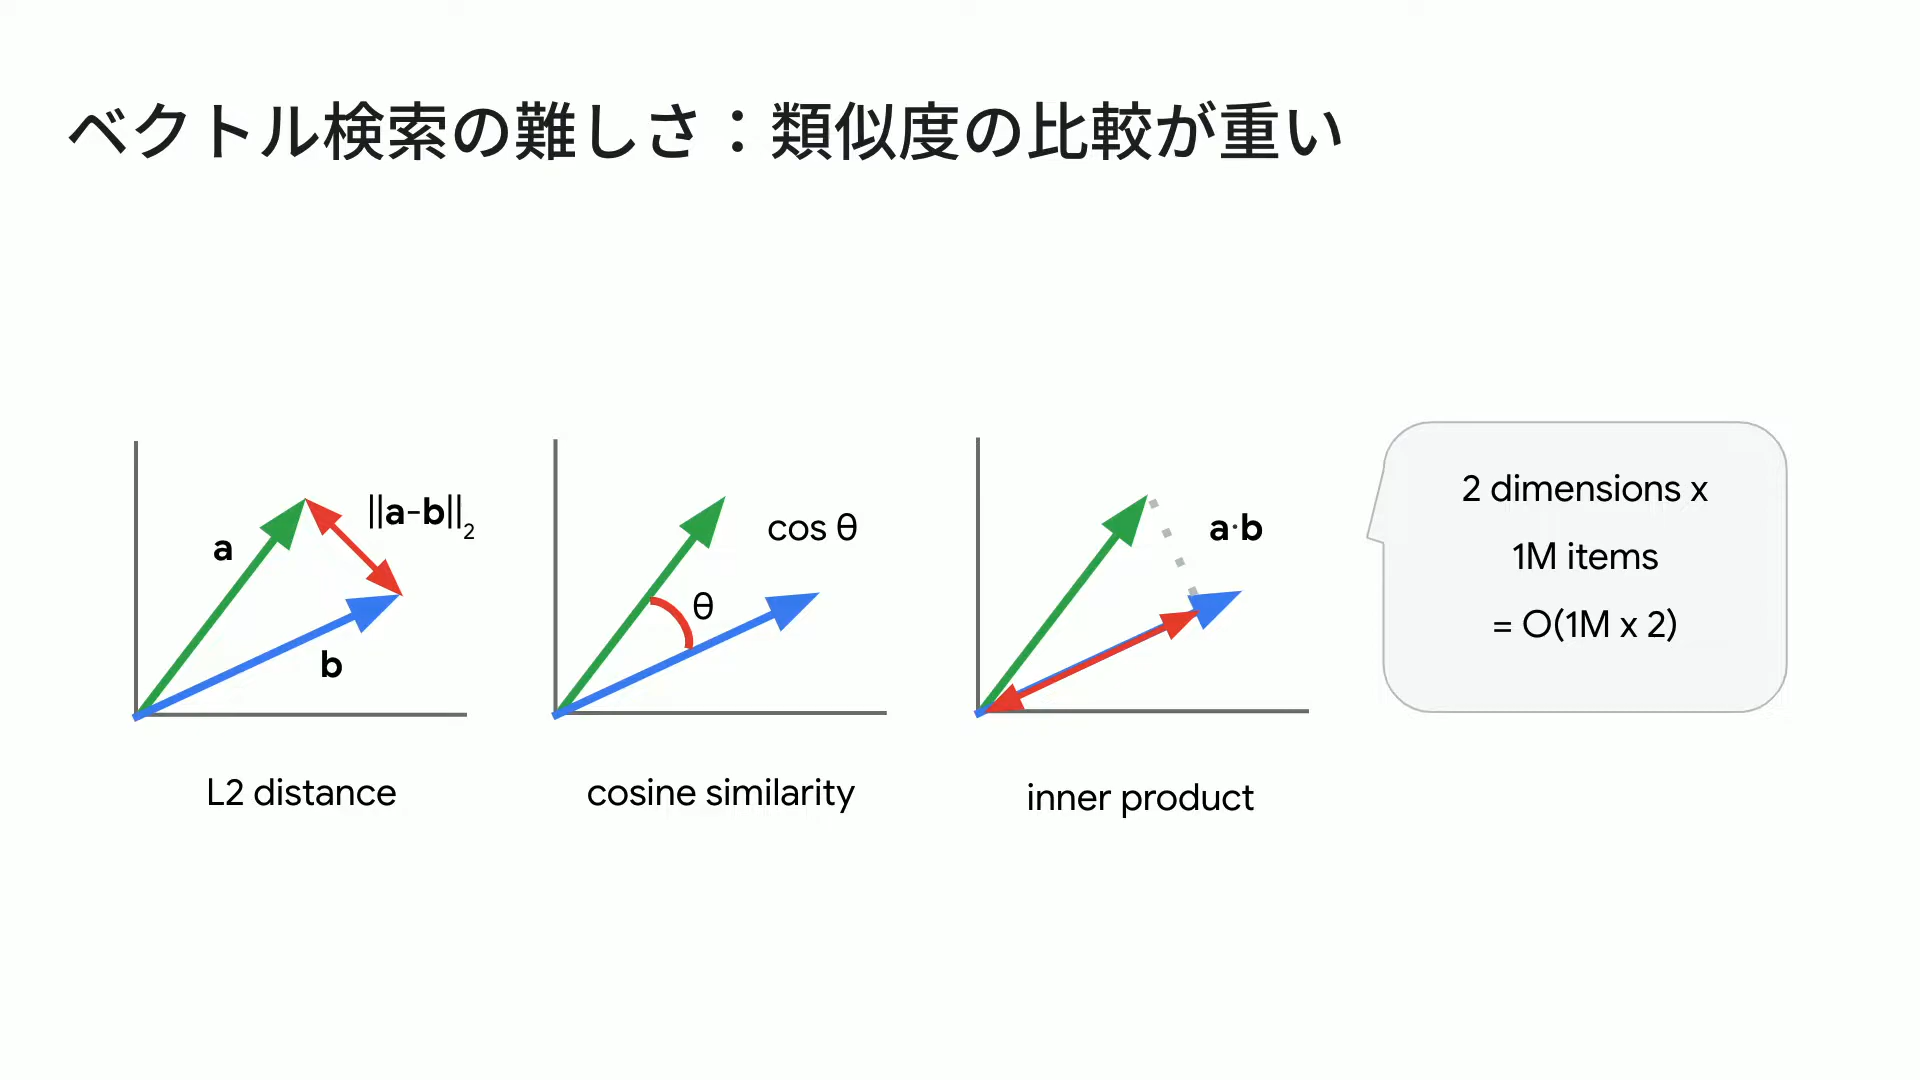 ベクトル検索の難しさ：類似度の比較が重い
a
||a-b||2
b
L2 distance
cos θ
θ
cosine similarity
a·b
inner product
2 dimensions x
1M items
= O(1M x 2)